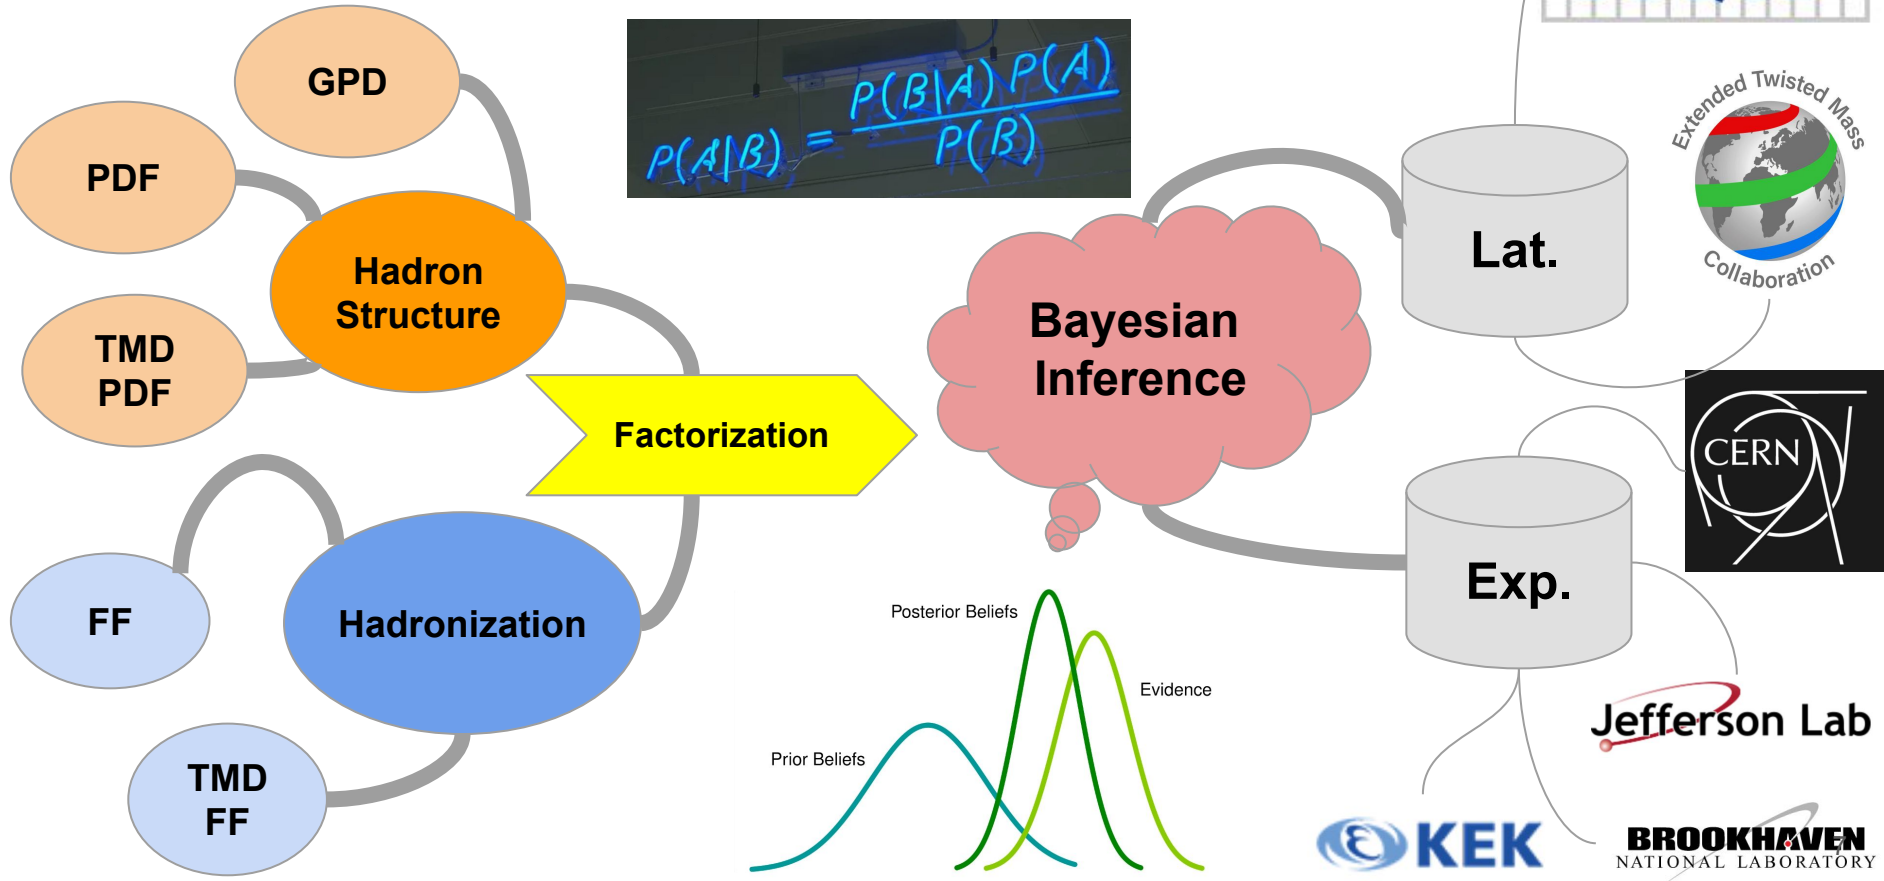 GPD
PDF
Hadron
Structure
TMD
PDF
FF
Hadronization
TMD
FF
Factorization
P(A|B) = P(B|A) P(A)
P(B)
Bayesian
Inference
Posterior Beliefs
Evidence
Prior Beliefs
Lat.
Extended Twisted Mass
Collaboration
CERN
Exp.
Jefferson Lab
KEK
BROOKHAVEN
NATIONAL LABORATORY
7